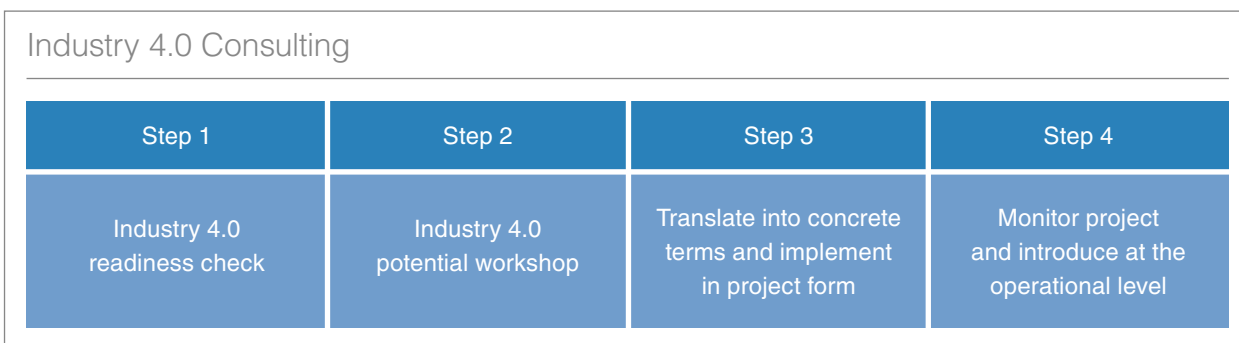 Industry 4.0 Consulting
Step 1
Step 2
Step 3
Step 4
Industry 4.0
readiness check
Industry 4.0
potential workshop
Translate into concrete
terms and implement
in project form
Monitor project
and introduce at the
operational level